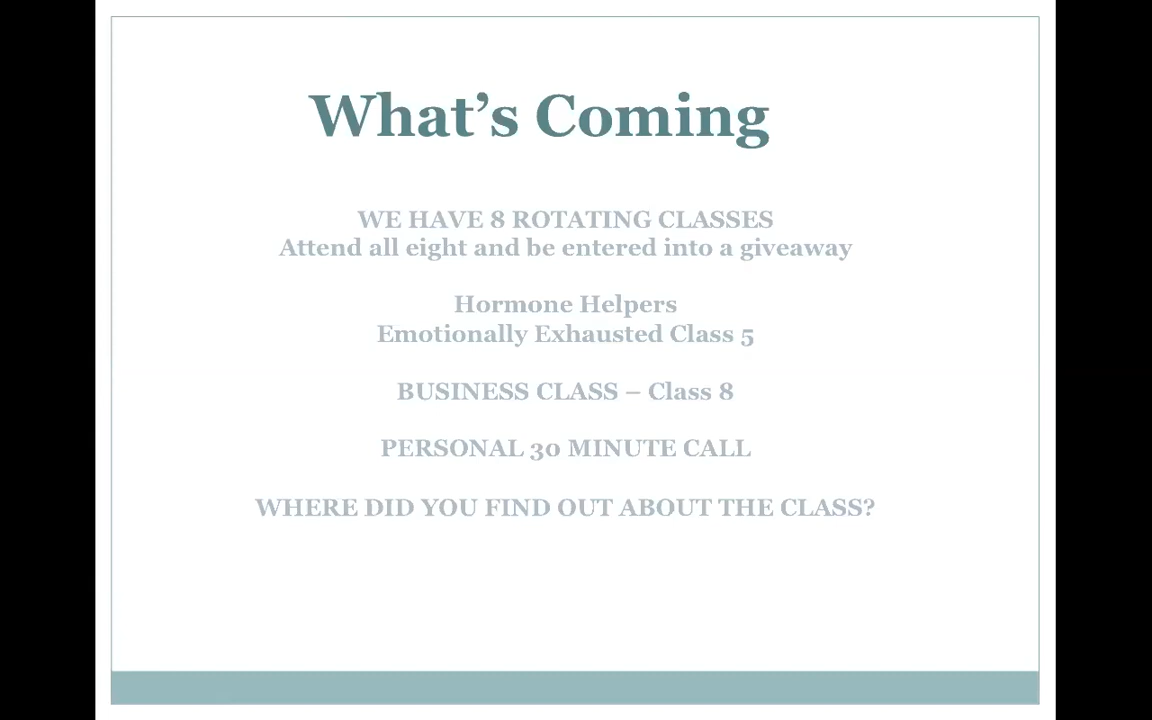 What’s Coming
WE HAVE 8 ROTATING CLASSES
Attend all eight and be entered into a giveaway
Hormone Helpers
Emotionally Exhausted Class 5
BUSINESS CLASS – Class 8
PERSONAL 30 MINUTE CALL
WHERE DID YOU FIND OUT ABOUT THE CLASS?